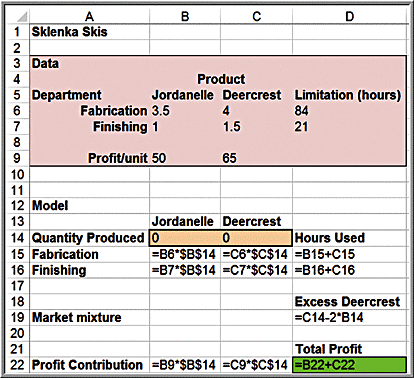 A B C D
1 Sklenka Skis
2
3 Data
4 Product
5 Department Jordanelle Deercrest Limitation (hours)
6 Fabrication 3.5 4 84
7 Finishing 1 1.5 21
8
9 Profit/unit 50 65
10
11
12 Model
13 Jordanelle Deercrest
14 Quantity Produced 0 0 Hours Used
15 Fabrication =B6*$B$14 =C6*$C$14 =B15+C15
16 Finishing =B7*$B$14 =C7*$C$14 =B16+C16
17
18 Excess Deercrest
19 Market mixture =C14-2*B14
20
21 Total Profit
22 Profit Contribution =B9*$B$14 =C9*$C$14 =B22+C22